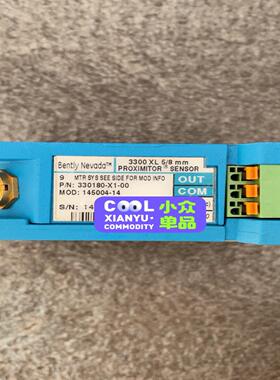 Bently Nevada™
3300 XL 5/8 mm
PROXIMITOR® SENSOR
9 MTR SYS SEE SIDE FOR MOD INFO
OUT
P/N: 330180-X1-00
COM
MOD: 145004-14
S/N: 14
COOL 小众
XIANYU· 单品
COMMODITY